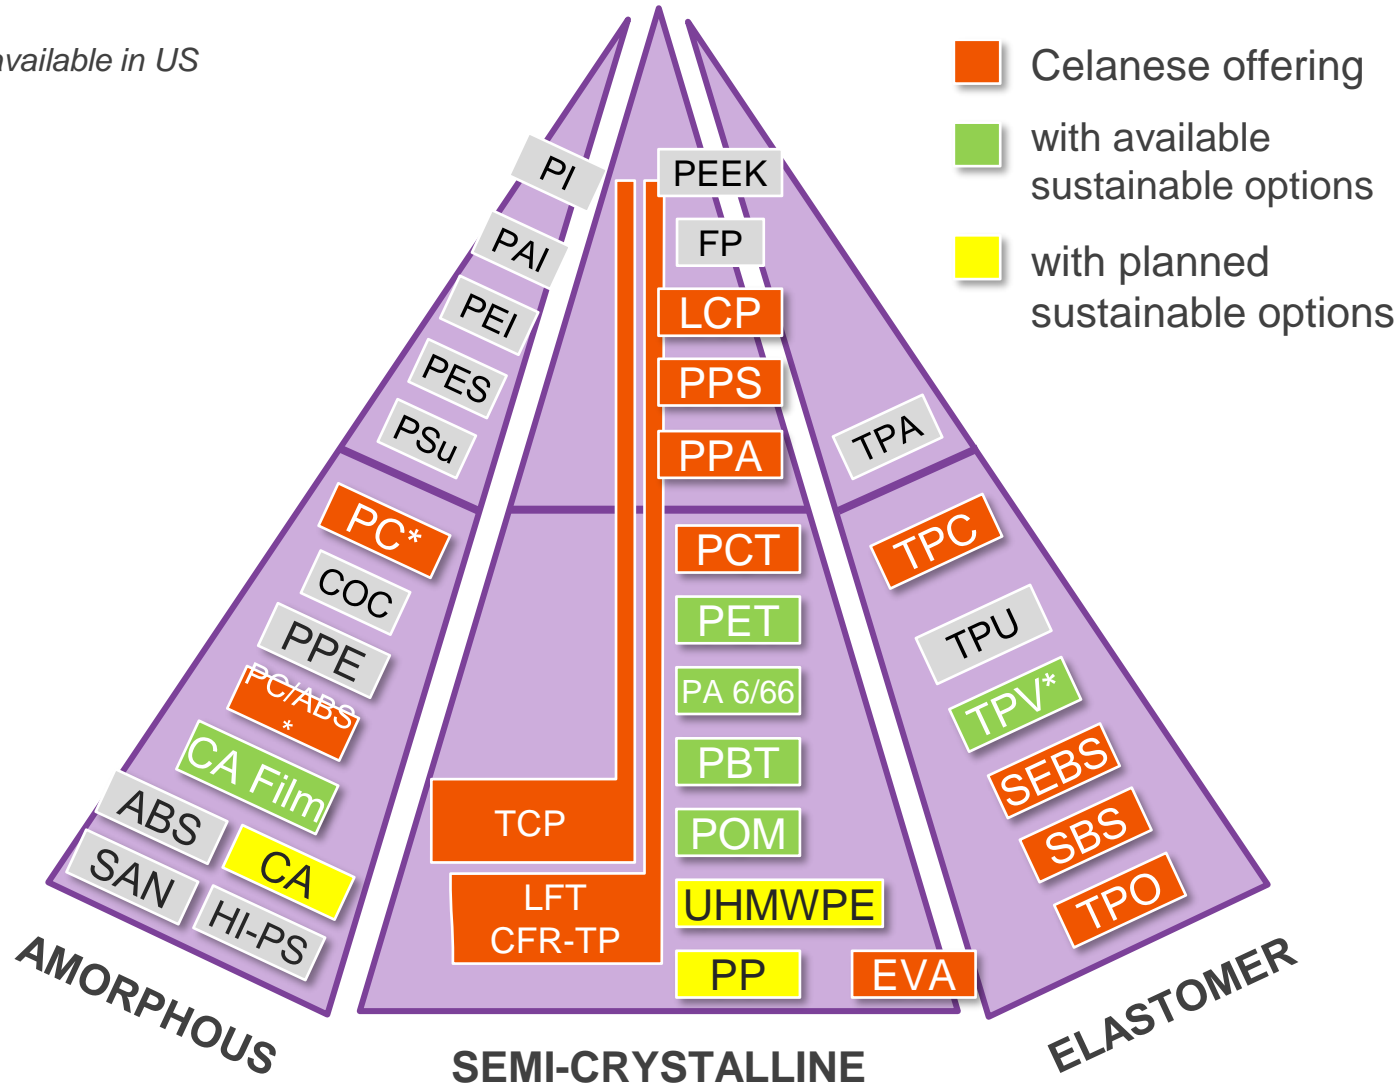 available in US
Celanese offering
with available
sustainable options
with planned
sustainable options
PI
PAI
PEI
PES
PSu
PC*
COC
PPE
PC/ABS
*
CA Film
ABS
CA
SAN
HI-PS
AMORPHOUS
PEEK
FP
LCP
PPS
PPA
PCT
PET
PA 6/66
PBT
POM
UHMWPE
PP
EVA
TCP
LFT
CFR-TP
SEMI-CRYSTALLINE
TPA
TPC
TPU
TPV*
SEBS
SBS
TPO
ELASTOMER